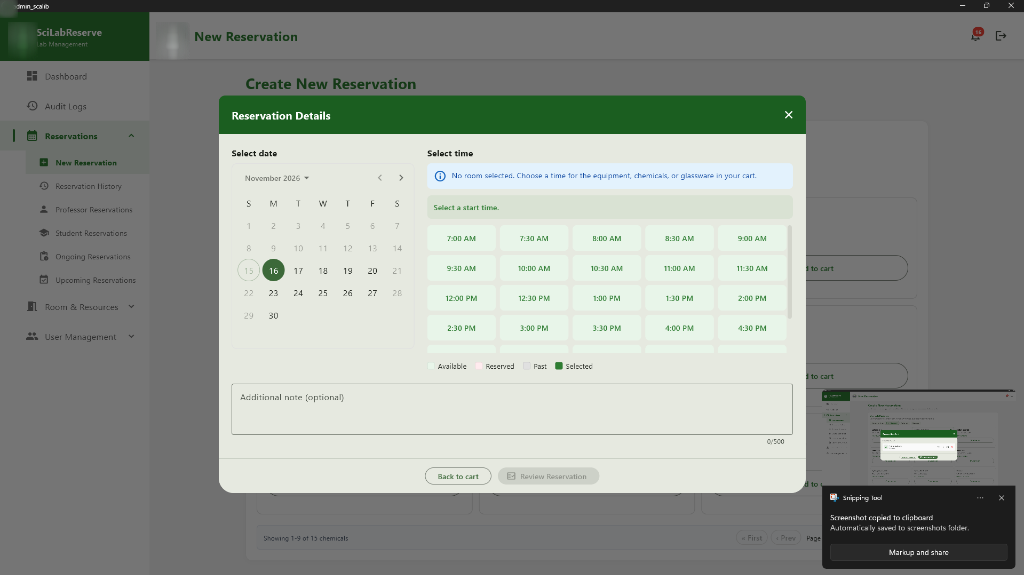 dmin_scalib
SciLabReserve
Lab Management
New Reservation
16
Dashboard
Audit Logs
Reservations
New Reservation
Reservation History
Professor Reservations
Student Reservations
Ongoing Reservations
Upcoming Reservations
Room & Resources
User Management
Create New Reservation
Reservation Details
Select date
November 2026
S M T W T F S
1 2 3 4 5 6 7
8 9 10 11 12 13 14
15 16 17 18 19 20 21
22 23 24 25 26 27 28
29 30
Select time
No room selected. Choose a time for the equipment, chemicals, or glassware in your cart.
Select a start time.
7:00 AM 7:30 AM 8:00 AM 8:30 AM 9:00 AM
9:30 AM 10:00 AM 10:30 AM 11:00 AM 11:30 AM
12:00 PM 12:30 PM 1:00 PM 1:30 PM 2:00 PM
2:30 PM 3:00 PM 3:30 PM 4:00 PM 4:30 PM
Available Reserved Past Selected
Additional note (optional)
0/500
Back to cart Review Reservation
to cart
to cart
Showing 1-9 of 15 chemicals
« First ‹ Prev Page
Snipping Tool
Screenshot copied to clipboard
Automatically saved to screenshots folder.
Markup and share